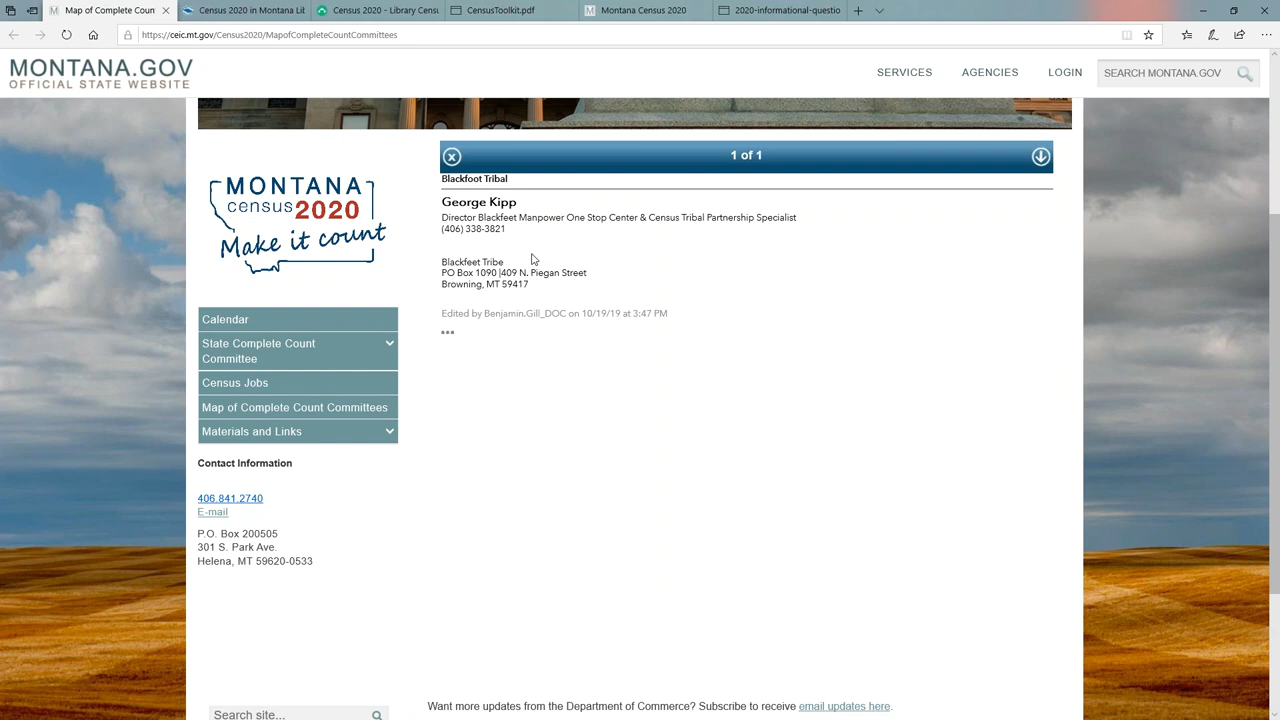 Map of Complete Count
Census 2020 in Montana Lib
Census 2020 - Library Census
CensusToolkit.pdf
Montana Census 2020
2020-informational-questio
https://ceic.mt.gov/Census2020/MapofCompleteCountCommittees
MONTANA.GOV
OFFICIAL STATE WEBSITE
SERVICES
AGENCIES
LOGIN
SEARCH MONTANA.GOV
MONTANA
census2020
Make it count
1 of 1
Blackfoot Tribal
George Kipp
Director Blackfeet Manpower One Stop Center & Census Tribal Partnership Specialist
(406) 338-3821
Blackfeet Tribe
PO Box 1090 |409 N. Piegan Street
Browning, MT 59417
Edited by Benjamin.Gill_DOC on 10/19/19 at 3:47 PM
Calendar
State Complete Count
Committee
Census Jobs
Map of Complete Count Committees
Materials and Links
Contact Information
406.841.2740
E-mail
P.O. Box 200505
301 S. Park Ave.
Helena, MT 59620-0533
Search site...
Want more updates from the Department of Commerce? Subscribe to receive email updates here.